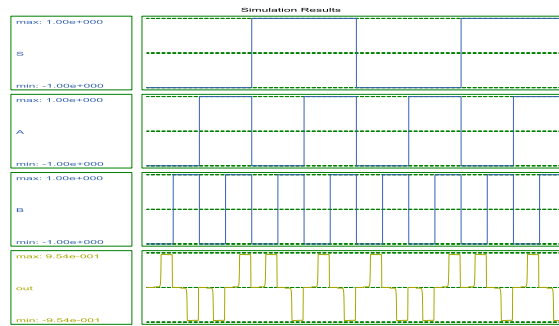 Simulation Results
max: 1.00e+000
S
min: -1.00e+000
max: 1.00e+000
A
min: -1.00e+000
max: 1.00e+000
B
min: -1.00e+000
max: 9.54e-001
out
min: -9.54e-001